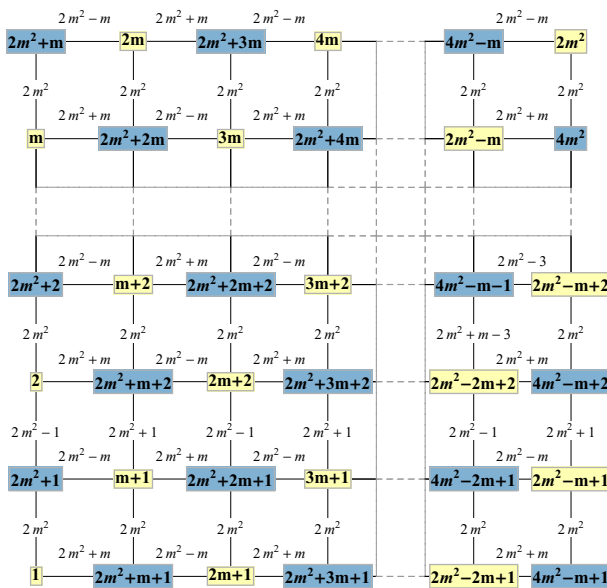 2m²−m 2m²+m 2m²−m 2m²−m
2m²+m 2m 2m²+3m 4m 4m²−m 2m²
2m² 2m² 2m² 2m² 2m² 2m²
2m²+m 2m²−m 2m²+m 2m²+m
m 2m²+2m 3m 2m²+4m 2m²−m 4m²
2m²−m 2m²+m 2m²−m 2m²−3
2m²+2 m+2 2m²+2m+2 3m+2 4m²−m−1 2m²−m+2
2m² 2m² 2m² 2m² 2m²+m−3 2m²
2m²+m 2m²−m 2m²+m 2m²+m
2 2m²+m+2 2m+2 2m²+3m+2 2m²−2m+2 4m²−m+2
2m²−1 2m²+1 2m²−1 2m²+1 2m²−1 2m²+1
2m²−m 2m²+m 2m²−m 2m²−m
2m²+1 m+1 2m²+2m+1 3m+1 4m²−2m+1 2m²−m+1
2m² 2m² 2m² 2m² 2m² 2m²
2m²+m 2m²−m 2m²+m 2m²+m
1 2m²+m+1 2m+1 2m²+3m+1 2m²−2m+1 4m²−m+1